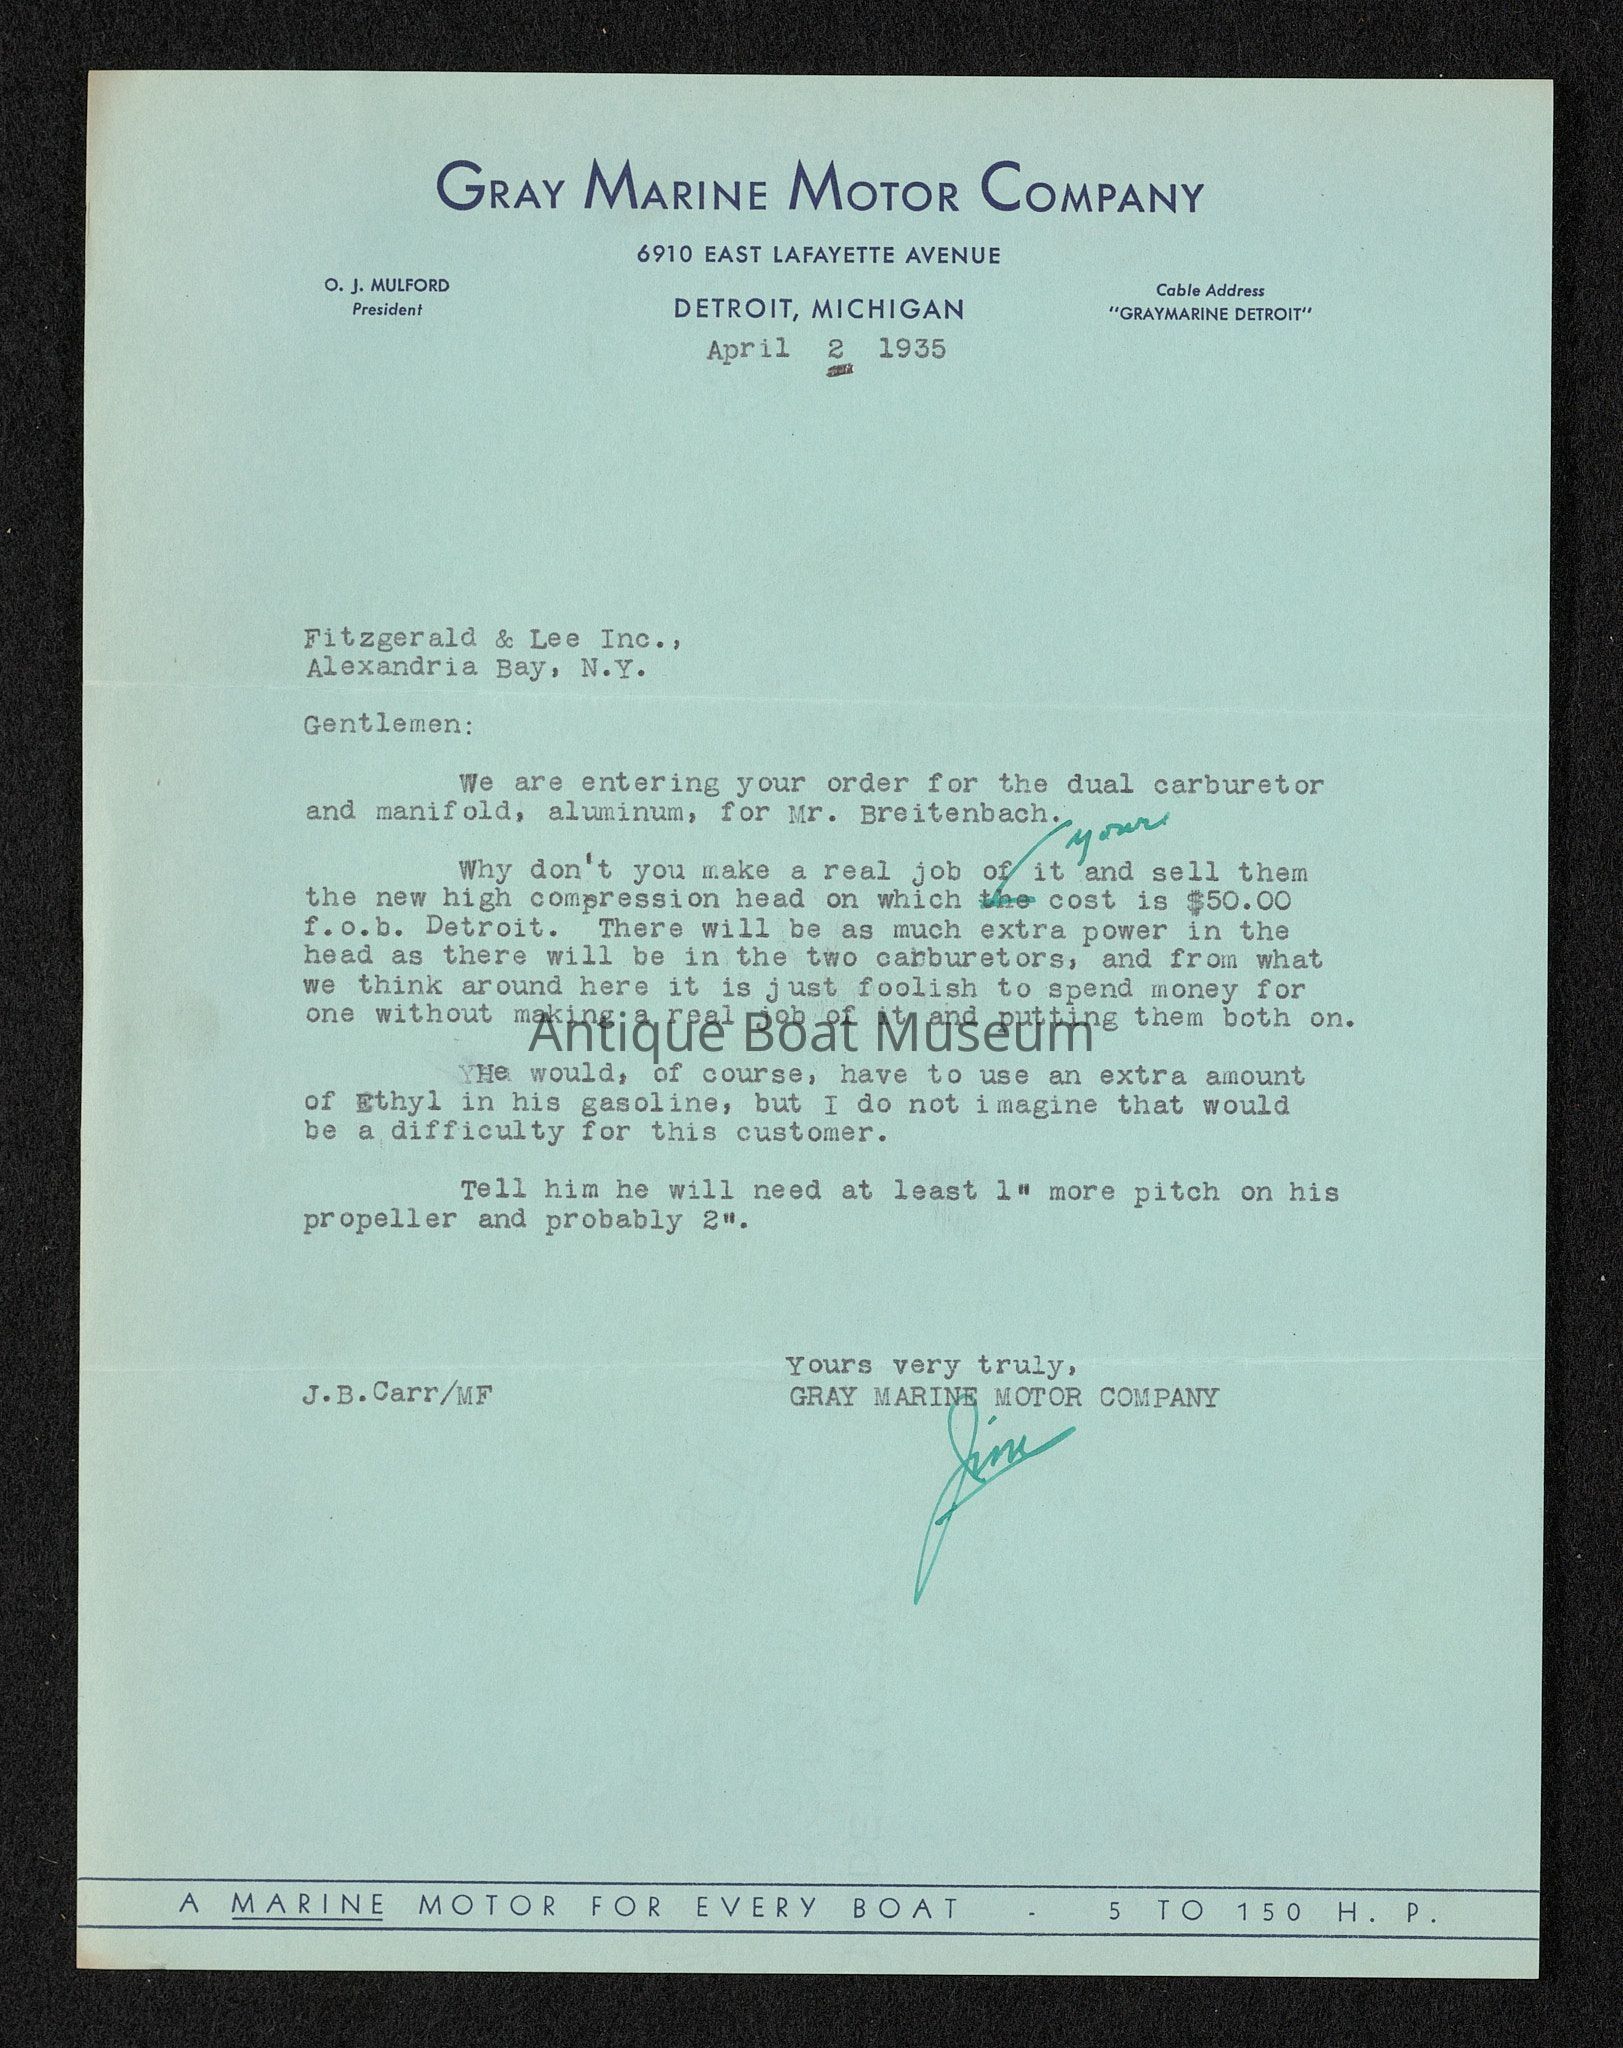 GRAY MARINE MOTOR COMPANY
6910 EAST LAFAYETTE AVENUE
O. J. MULFORD
President
DETROIT, MICHIGAN
Cable Address
"GRAYMARINE DETROIT"
April 2 1935
Fitzgerald & Lee Inc.,
Alexandria Bay, N.Y.
Gentlemen:
We are entering your order for the dual carburetor
and manifold, aluminum, for Mr. Breitenbach.
your
Why don't you make a real job of it and sell them
the new high compression head on which the cost is $50.00
f.o.b. Detroit. There will be as much extra power in the
head as there will be in the two carburetors, and from what
we think around here it is just foolish to spend money for
one without making a real job of it and putting them both on.
Antique Boat Museum
He would, of course, have to use an extra amount
of Ethyl in his gasoline, but I do not imagine that would
be a difficulty for this customer.
Tell him he will need at least 1" more pitch on his
propeller and probably 2".
Yours very truly,
J.B.Carr/MF
GRAY MARINE MOTOR COMPANY
Jim
A MARINE MOTOR FOR EVERY BOAT - 5 TO 150 H. P.